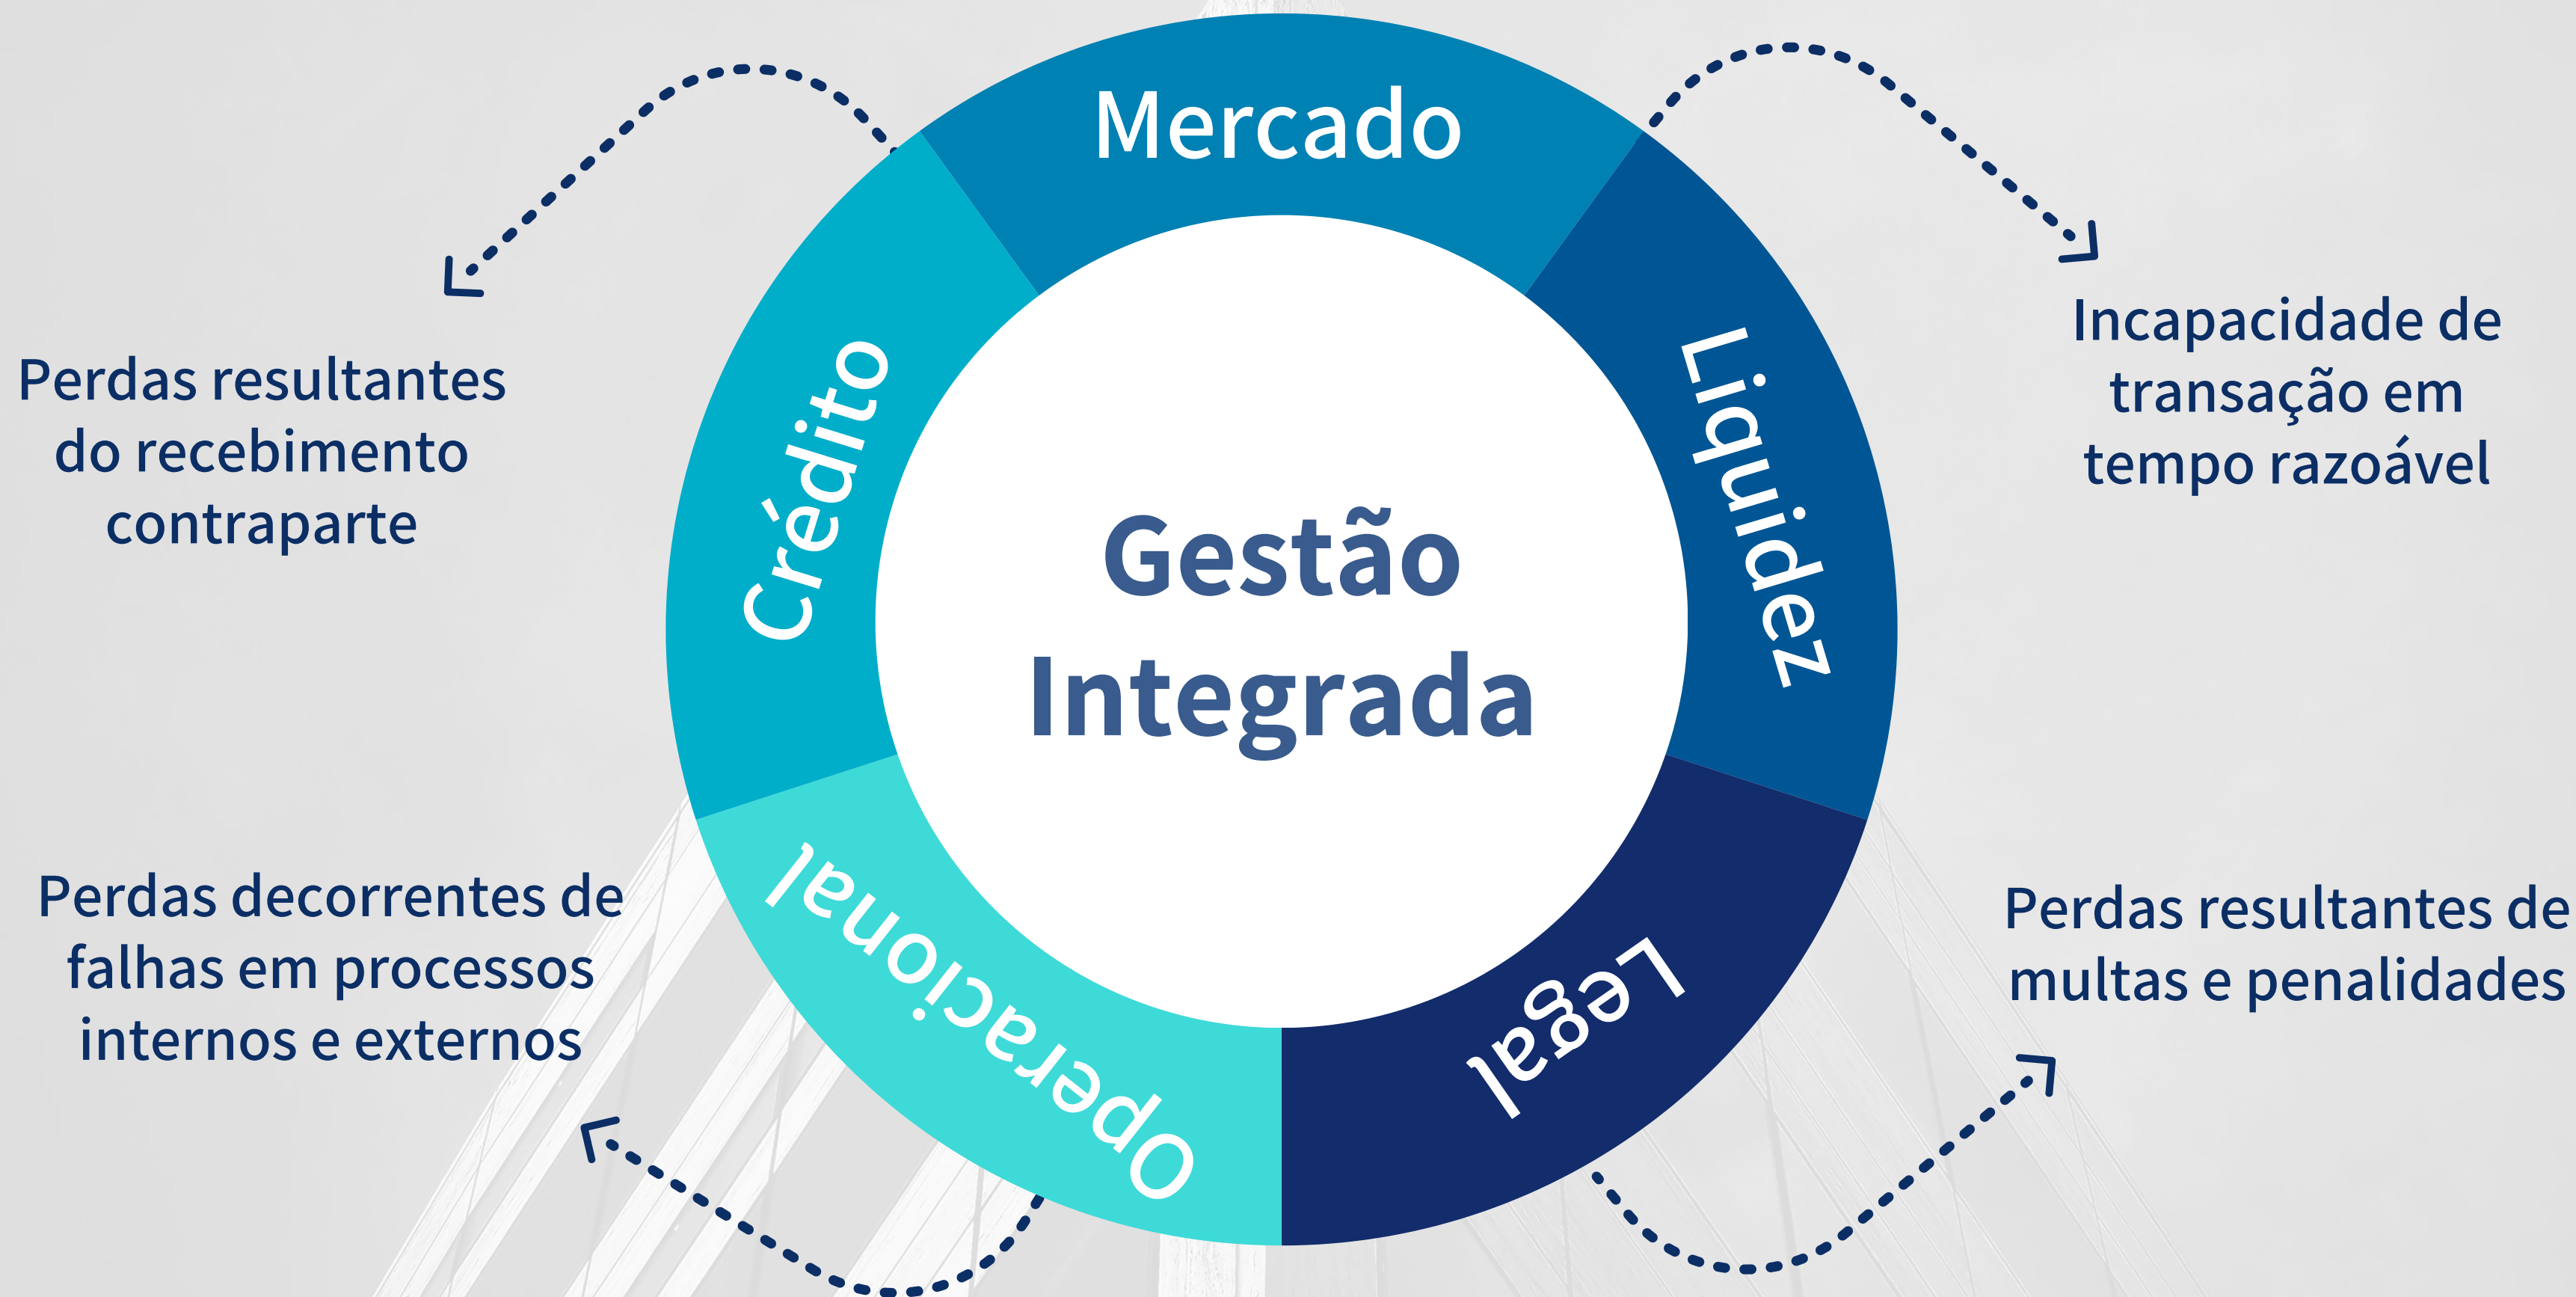 Mercado
Crédito
Liquidez
Gestão
Integrada
Operacional
Legal
Perdas resultantes
do recebimento
contraparte
Incapacidade de
transação em
tempo razoável
Perdas decorrentes de
falhas em processos
internos e externos
Perdas resultantes de
multas e penalidades